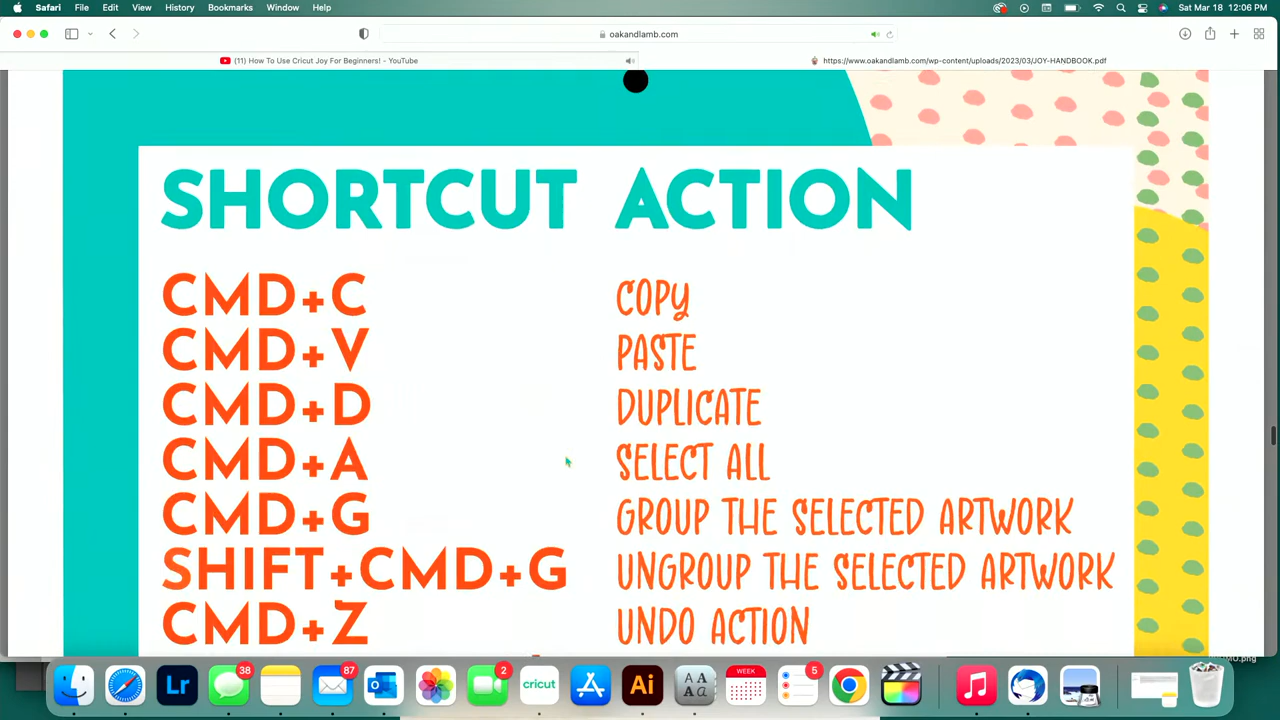 Safari File Edit View History Bookmarks Window Help Sat Mar 18 12:06 PM
oakandlamb.com
(11) How To Use Cricut Joy For Beginners! - YouTube
https://www.oakandlamb.com/wp-content/uploads/2023/03/JOY-HANDBOOK.pdf
SHORTCUT ACTION
CMD+C COPY
CMD+V PASTE
CMD+D DUPLICATE
CMD+A SELECT ALL
CMD+G GROUP THE SELECTED ARTWORK
SHIFT+CMD+G UNGROUP THE SELECTED ARTWORK
CMD+Z UNDO ACTION
38 87 2 5
Lr cricut Ai WEEK